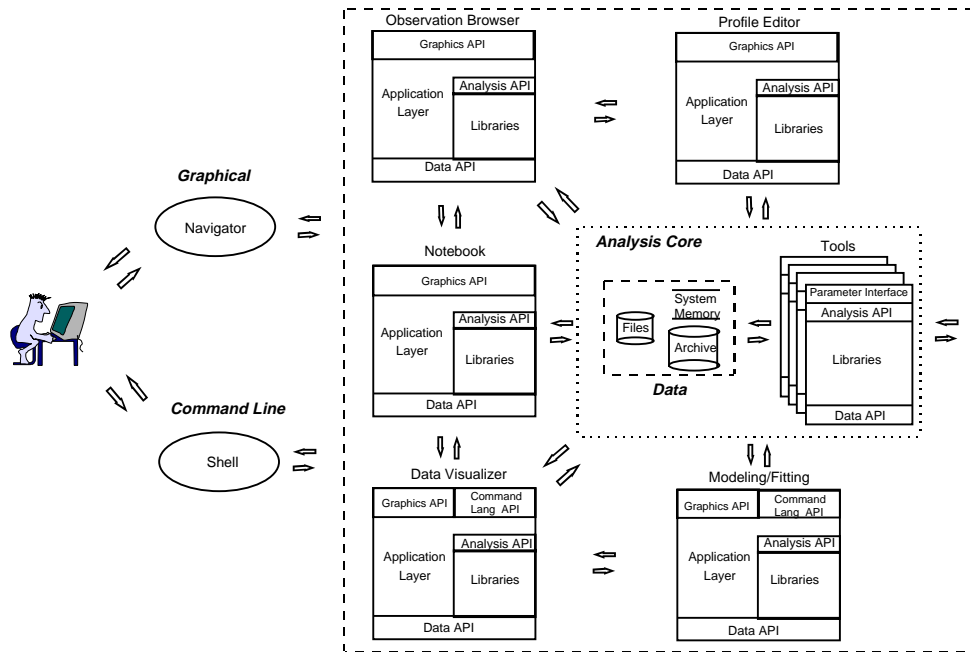 Observation Browser
Graphics API
Application
Layer
Analysis API
Libraries
Data API
Profile Editor
Graphics API
Application
Layer
Analysis API
Libraries
Data API
Graphical
Navigator
Command Line
Shell
Notebook
Graphics API
Application
Layer
Analysis API
Libraries
Data API
Analysis Core
Files
System
Memory
Archive
Data
Tools
Parameter Interface
Analysis API
Libraries
Data API
Data Visualizer
Graphics API
Command
Lang API
Application
Layer
Analysis API
Libraries
Data API
Modeling/Fitting
Graphics API
Command
Lang API
Application
Layer
Analysis API
Libraries
Data API